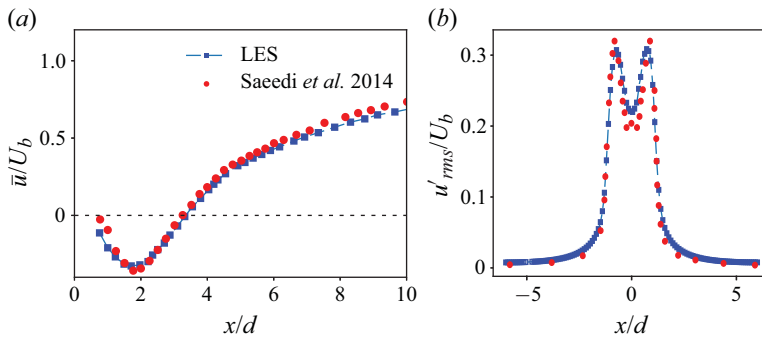 (a)
1.0
0.5
0
ū/U_b
0 2 4 6 8 10
x/d
LES
Saeedi et al. 2014
(b)
0.3
0.2
0.1
0
u′_rms/U_b
−5 0 5
x/d